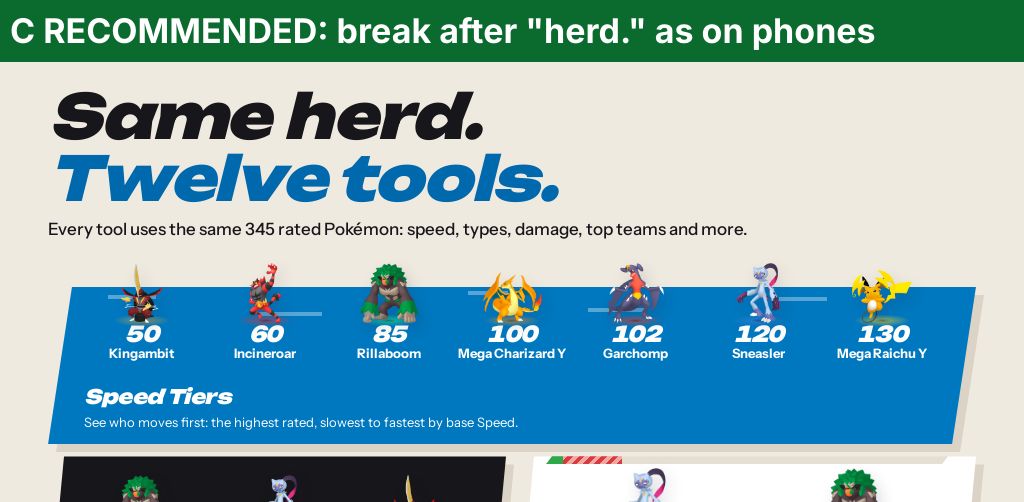 C RECOMMENDED: break after "herd." as on phones
Same herd.
Twelve tools.
Every tool uses the same 345 rated Pokémon: speed, types, damage, top teams and more.
50 60 85 100 102 120 130
Kingambit Incineroar Rillaboom Mega Charizard Y Garchomp Sneasler Mega Raichu Y
Speed Tiers
See who moves first: the highest rated, slowest to fastest by base Speed.